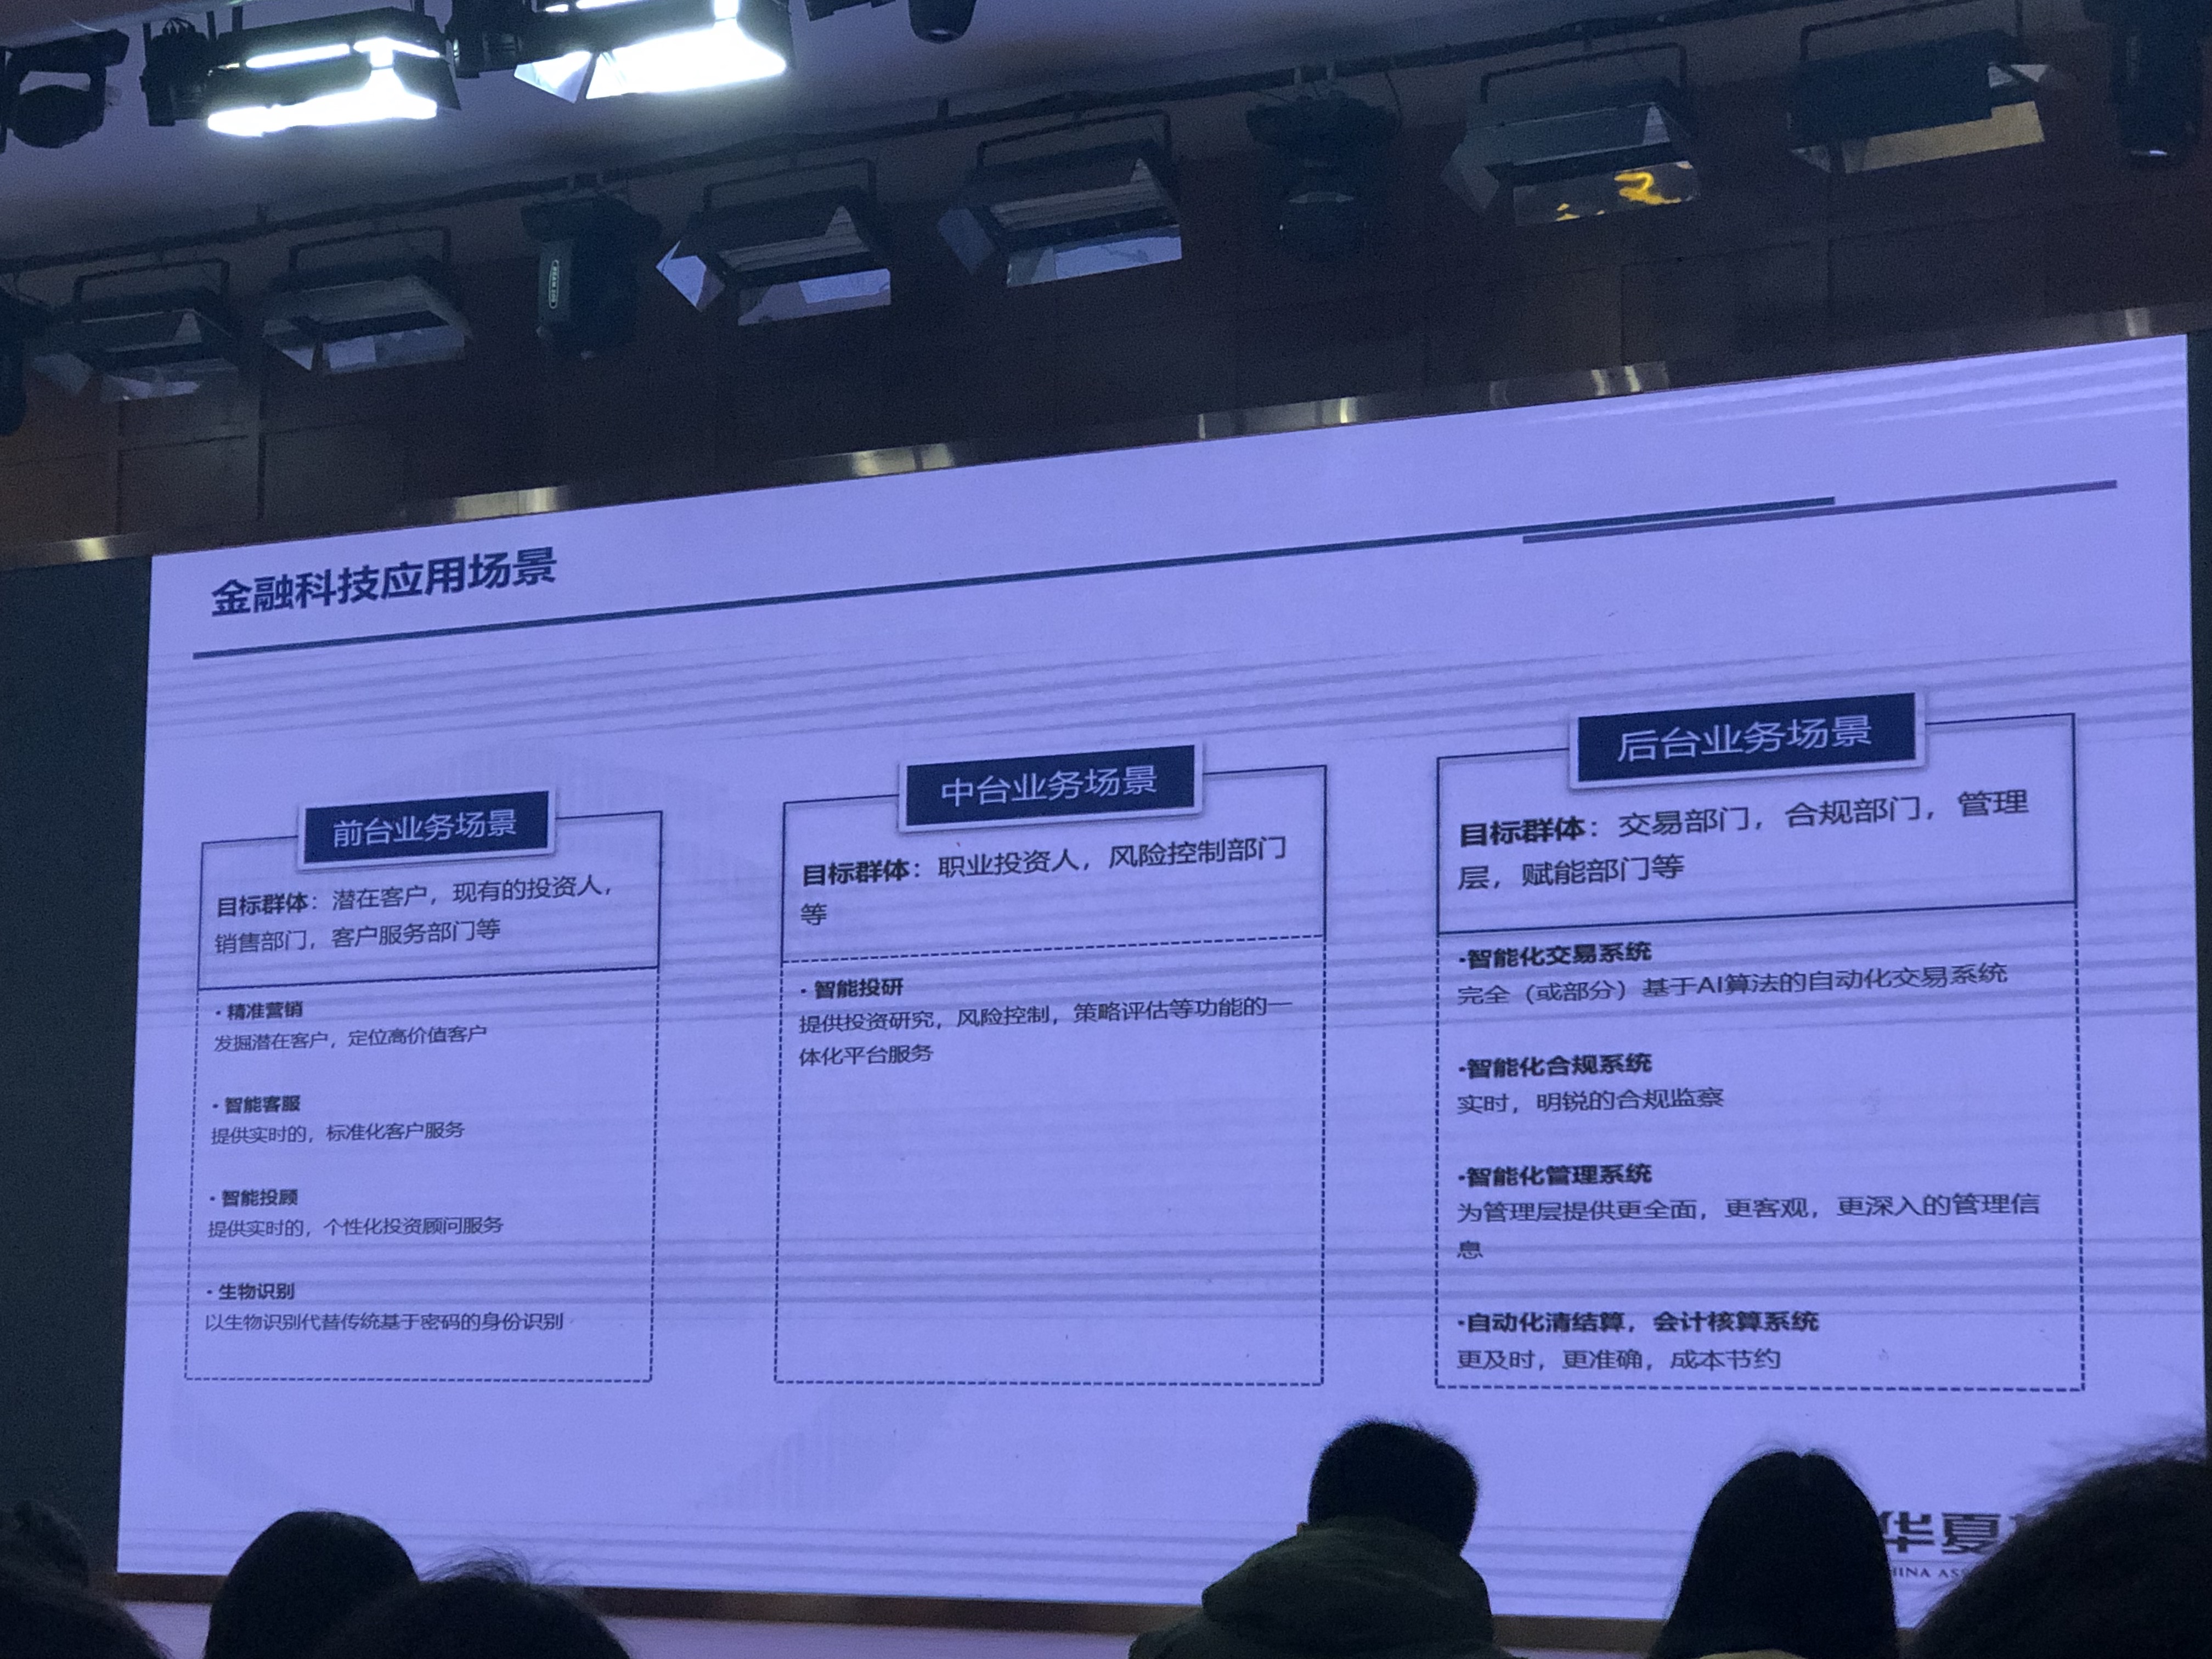 金融科技应用场景
前台业务场景
目标群体：潜在客户，现有的投资人，
销售部门，客户服务部门等
· 精准营销
发掘潜在客户，定位高价值客户
· 智能客服
提供实时的，标准化客户服务
· 智能投顾
提供实时的，个性化投资顾问服务
· 生物识别
以生物识别代替传统基于密码的身份识别
中台业务场景
目标群体：职业投资人，风险控制部门
等
· 智能投研
提供投资研究，风险控制，策略评估等功能的一
体化平台服务
后台业务场景
目标群体：交易部门，合规部门，管理
层，赋能部门等
·智能化交易系统
完全（或部分）基于AI算法的自动化交易系统
·智能化合规系统
实时，明锐的合规监察
·智能化管理系统
为管理层提供更全面，更客观，更深入的管理信
息
·自动化清结算，会计核算系统
更及时，更准确，成本节约
华夏